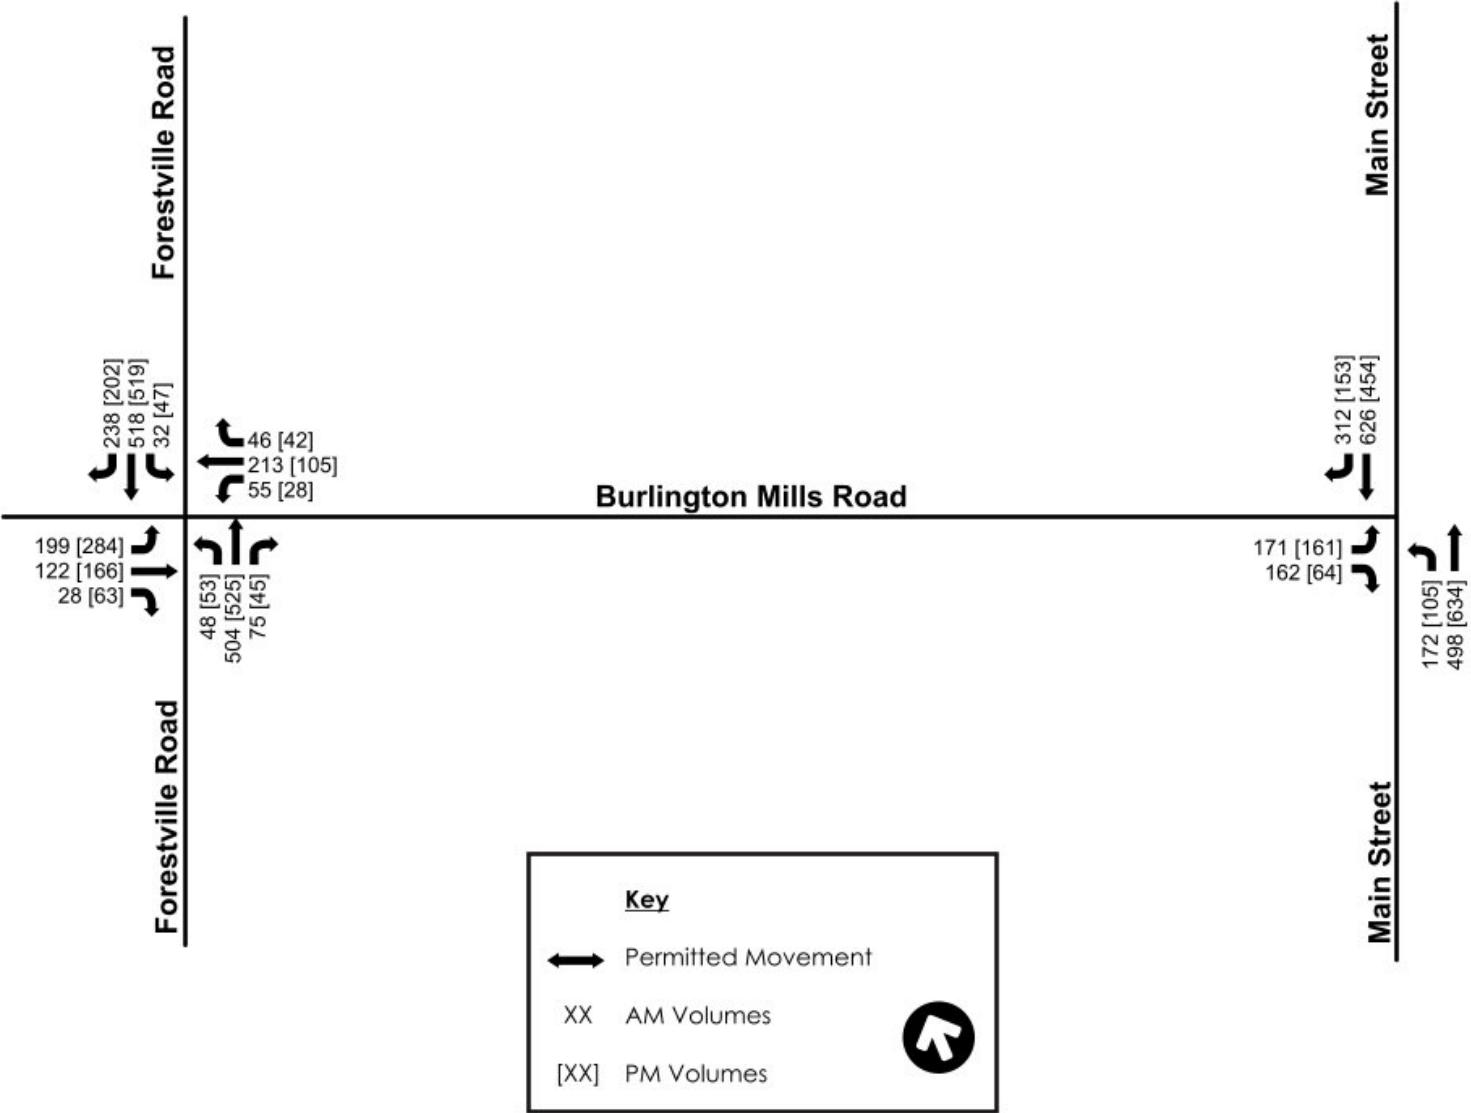 Forestville Road
Main Street
238 [202]
518 [519]
32 [47]
46 [42]
213 [105]
55 [28]
Burlington Mills Road
312 [153]
626 [454]
199 [284]
122 [166]
28 [63]
48 [53]
504 [525]
75 [45]
171 [161]
162 [64]
172 [105]
498 [634]
Forestville Road
Main Street
Key
Permitted Movement
XX AM Volumes
[XX] PM Volumes